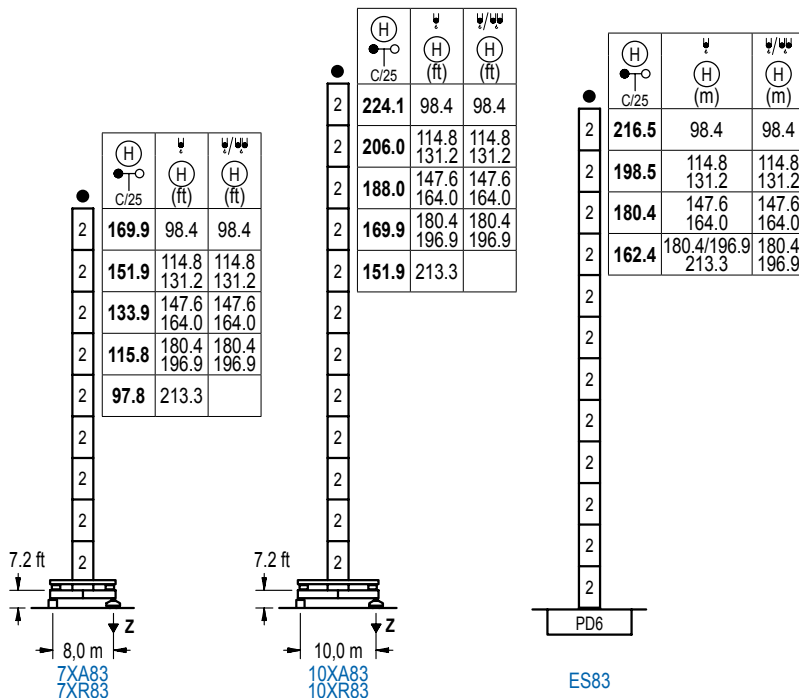 H
C/25
H
(ft)
H
(ft)
2 169.9 98.4 98.4
2 151.9 114.8 131.2 114.8 131.2
2 133.9 147.6 164.0 147.6 164.0
2 115.8 180.4 196.9 180.4 196.9
2 97.8 213.3
2
2
2
2
7.2 ft
Z
8,0 m
7XA83
7XR83
H
C/25
H
(ft)
H
(ft)
2 224.1 98.4 98.4
2 206.0 114.8 131.2 114.8 131.2
2 188.0 147.6 164.0 147.6 164.0
2 169.9 180.4 196.9 180.4 196.9
2 151.9 213.3
2
2
2
2
2
2
2
7.2 ft
Z
10,0 m
10XA83
10XR83
H
C/25
H
(m)
H
(m)
2 216.5 98.4 98.4
2 198.5 114.8 131.2 114.8 131.2
2 180.4 147.6 164.0 147.6 164.0
2 162.4 180.4/196.9 213.3 180.4 196.9
2
2
2
2
2
2
2
2
PD6
ES83